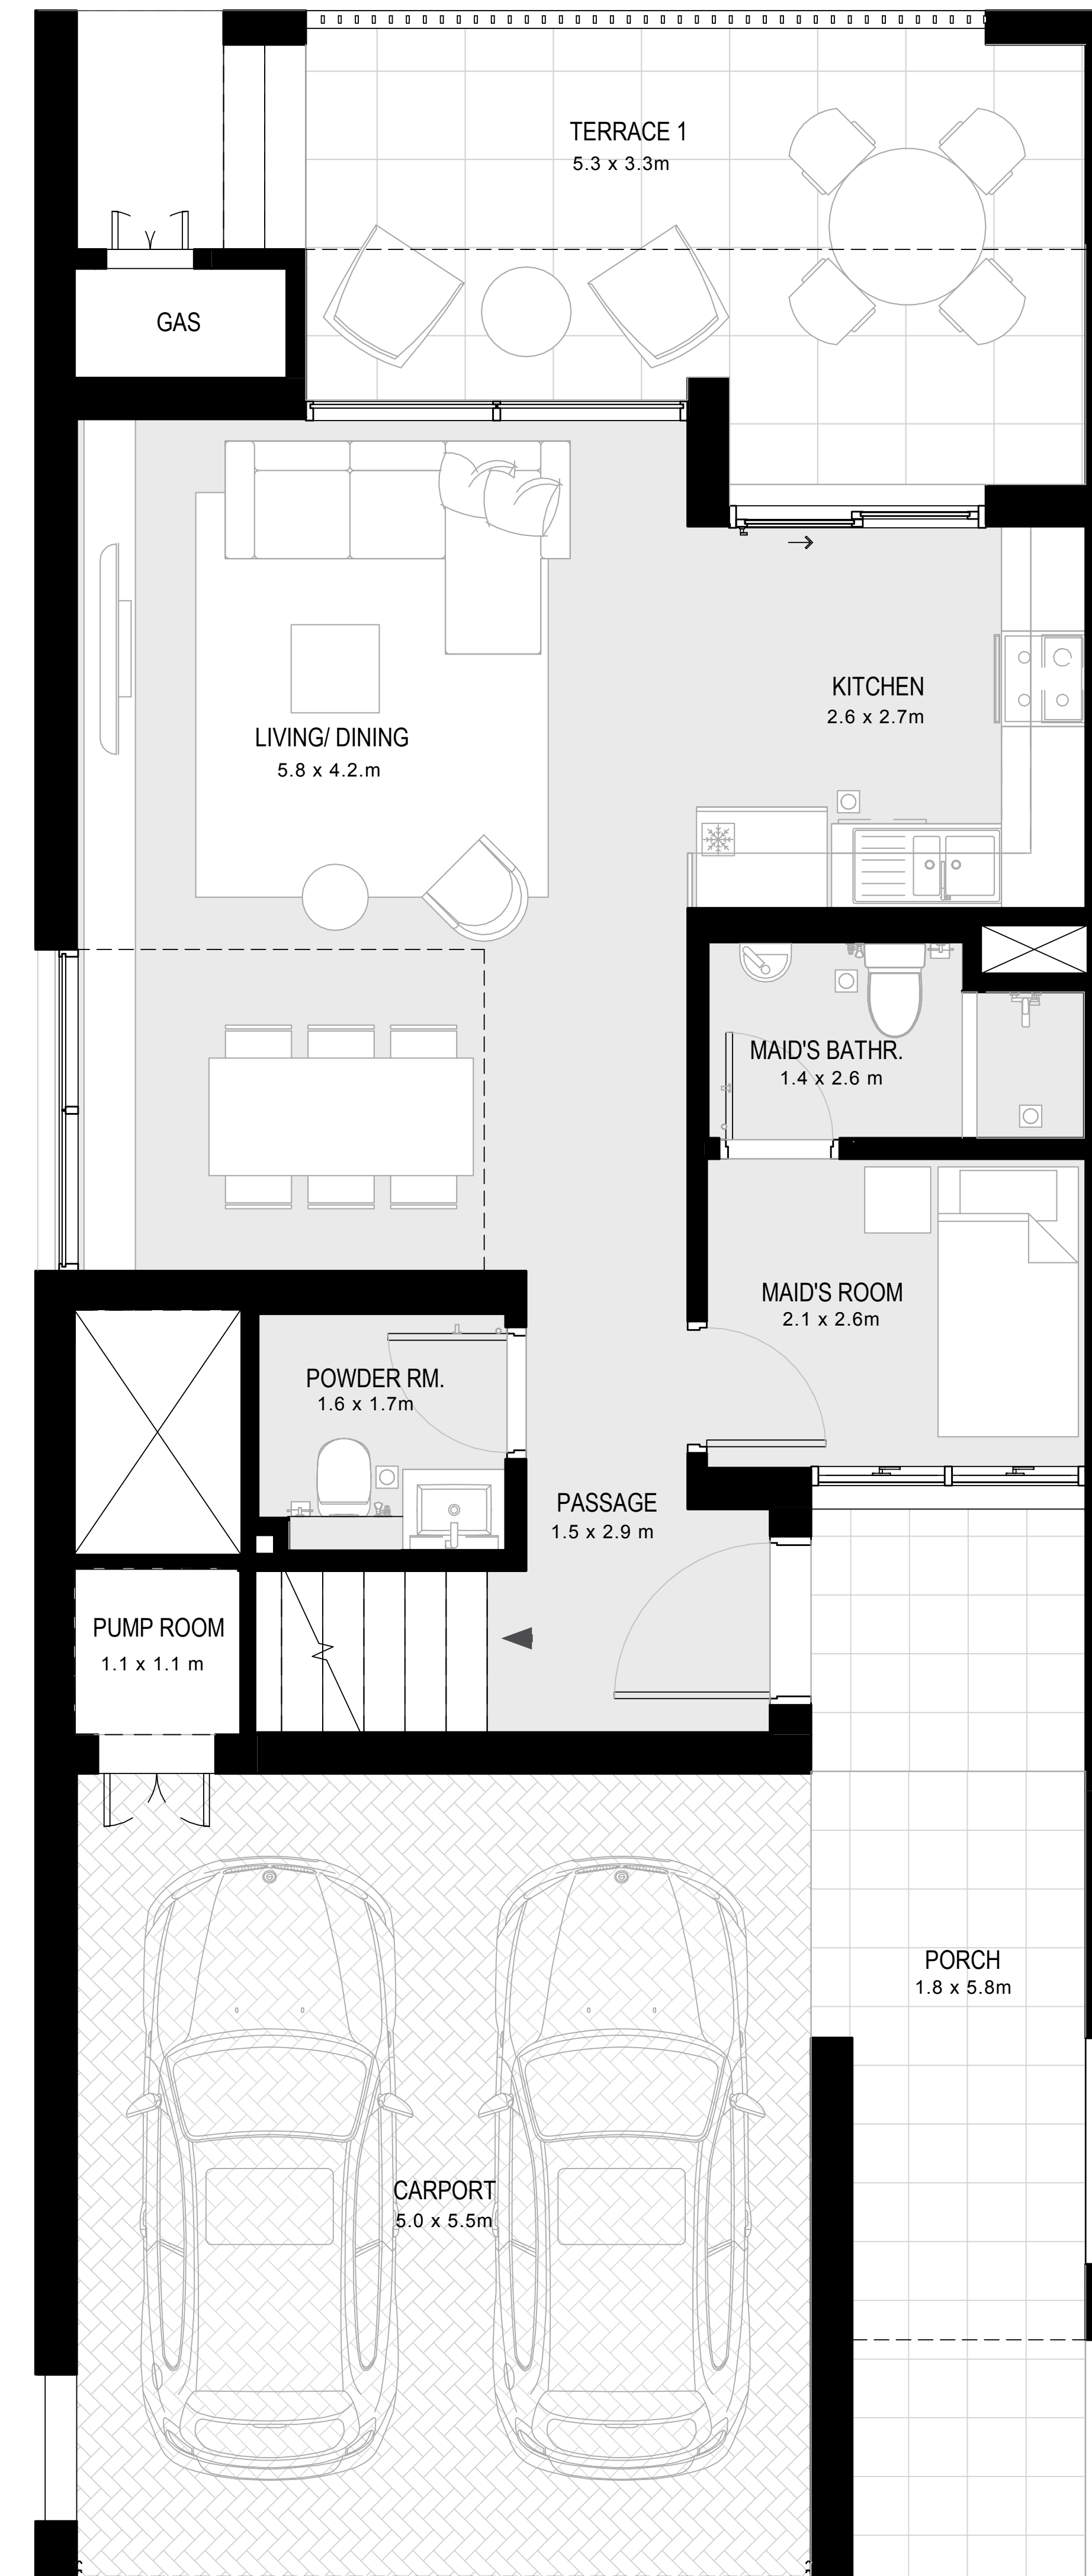 TERRACE 1
5.3 x 3.3m
GAS
KITCHEN
2.6 x 2.7m
LIVING/ DINING
5.8 x 4.2.m
MAID'S BATHR.
1.4 x 2.6 m
MAID'S ROOM
2.1 x 2.6m
POWDER RM.
1.6 x 1.7m
PASSAGE
1.5 x 2.9 m
PUMP ROOM
1.1 x 1.1 m
PORCH
1.8 x 5.8m
CARPORT
5.0 x 5.5m